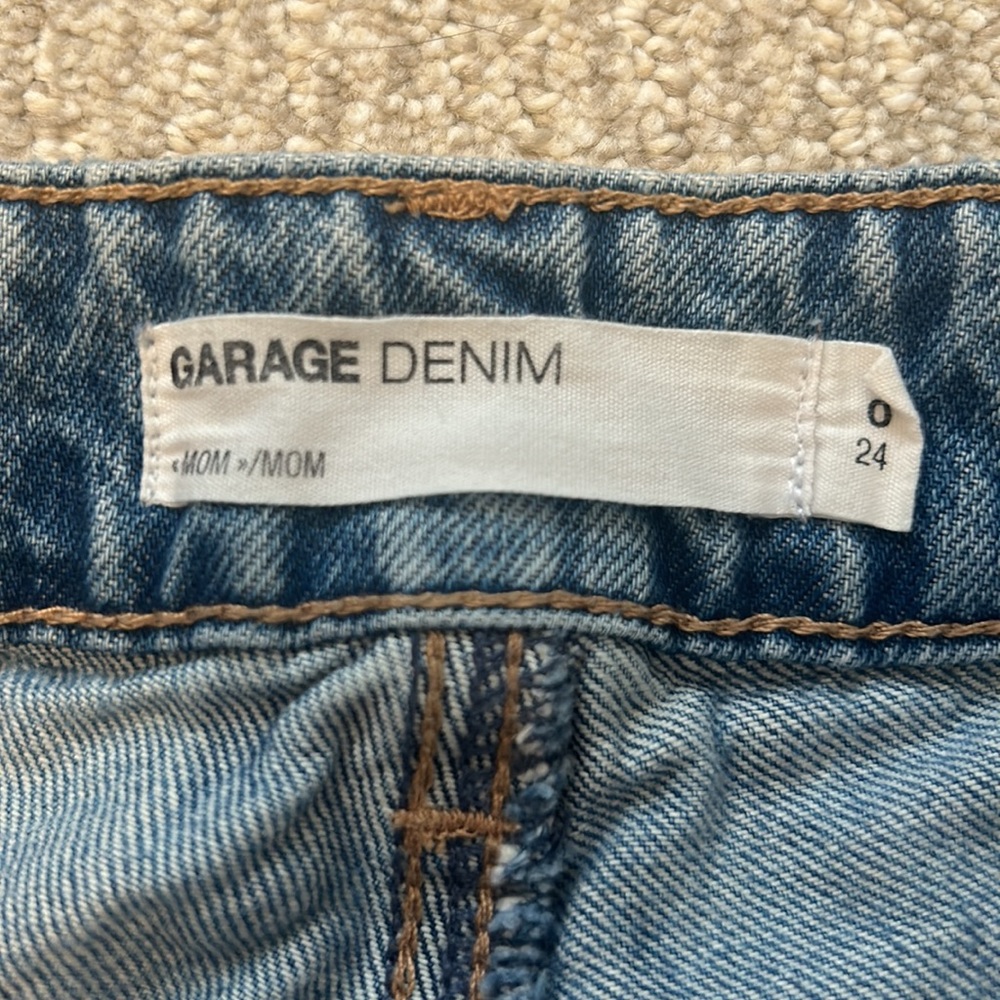 GARAGE DENIM
« MOM »/MOM
0
24